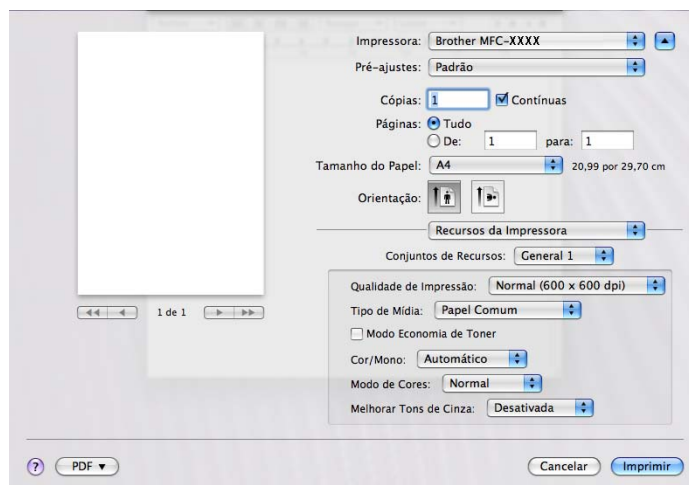 Impressora: Brother MFC-XXXX
Pré-ajustes: Padrão
Cópias: 1 Contínuas
Páginas: Tudo
De: 1 para: 1
Tamanho do Papel: A4 20,99 por 29,70 cm
Orientação:
Recursos da Impressora
Conjuntos de Recursos: General 1
Qualidade de Impressão: Normal (600 x 600 dpi)
1 de 1
Tipo de Mídia: Papel Comum
Modo Economia de Toner
Cor/Mono: Automático
Modo de Cores: Normal
Melhorar Tons de Cinza: Desativada
? PDF Cancelar Imprimir